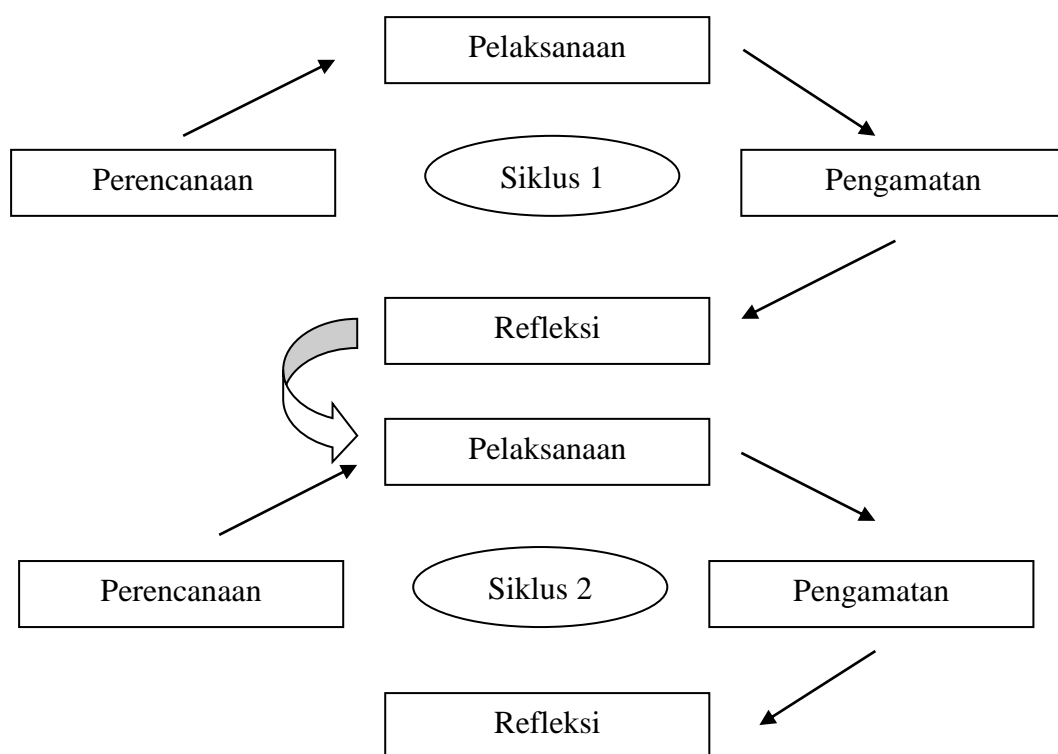 Pelaksanaan
Perencanaan
Siklus 1
Pengamatan
Refleksi
Pelaksanaan
Perencanaan
Siklus 2
Pengamatan
Refleksi